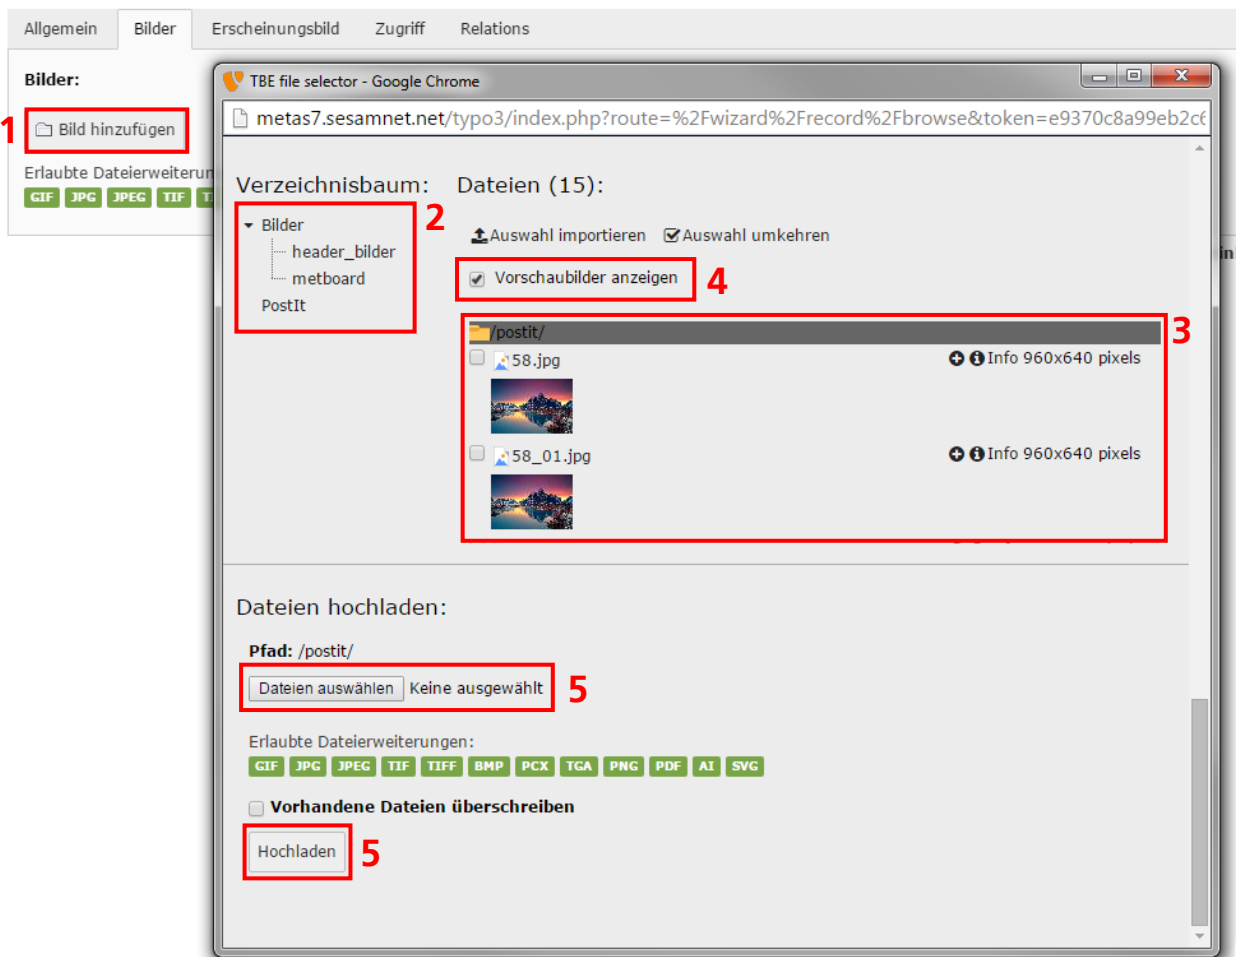 Allgemein Bilder Erscheinungsbild Zugriff Relations
Bilder:
TBE file selector - Google Chrome
metas7.sesamnet.net/typo3/index.php?route=%2Fwizard%2Frecord%2Fbrowse&token=e9370c8a99eb2c6
1
Bild hinzufügen
Erlaubte Dateierweiterun
GIF JPG JPEG TIF
Verzeichnisbaum:
2
Bilder
header_bilder
metboard
PostIt
Dateien (15):
Auswahl importieren Auswahl umkehren
Vorschaubilder anzeigen 4
/postit/ 3
58.jpg Info 960x640 pixels
58_01.jpg Info 960x640 pixels
Dateien hochladen:
Pfad: /postit/
Dateien auswählen Keine ausgewählt 5
Erlaubte Dateierweiterungen:
GIF JPG JPEG TIF TIFF BMP PCX TGA PNG PDF AI SVG
Vorhandene Dateien überschreiben
Hochladen 5